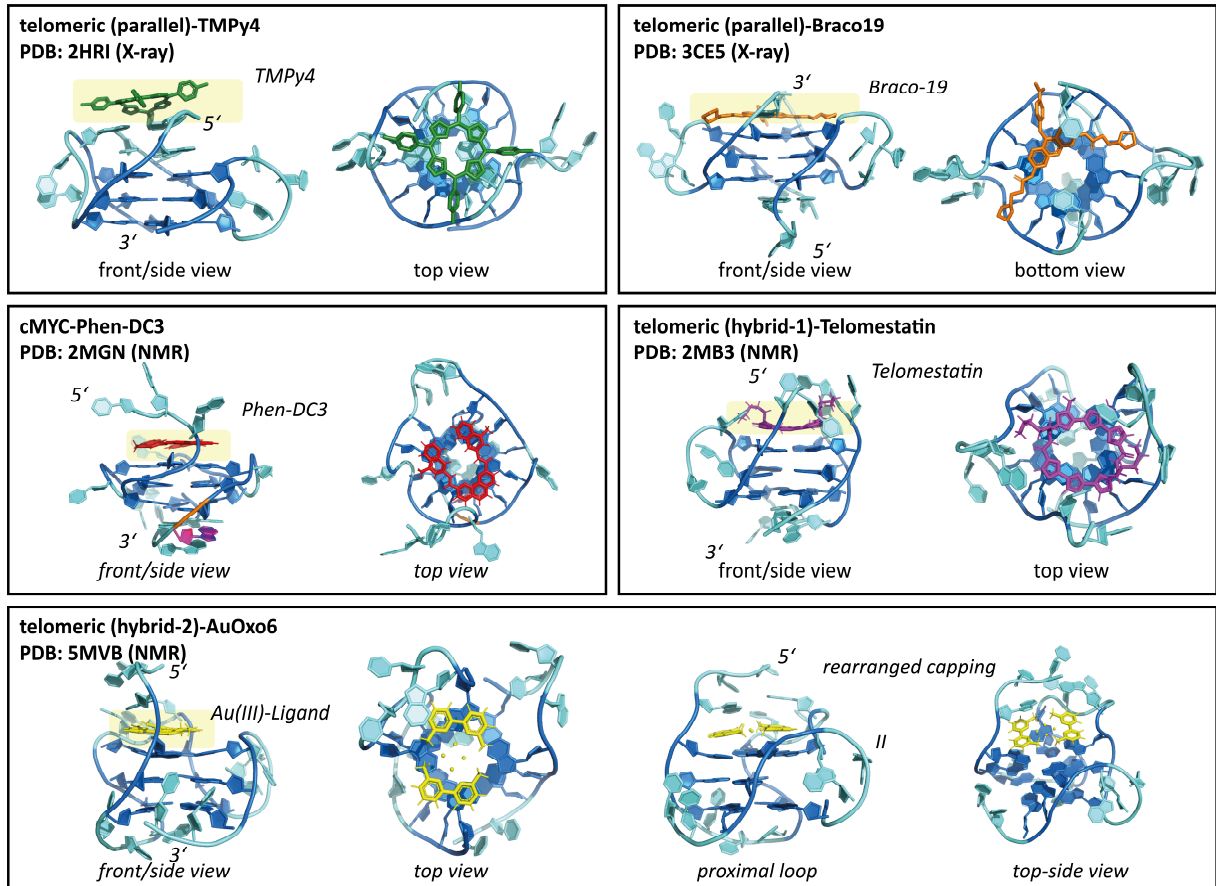 telomeric (parallel)-TMPy4
PDB: 2HRI (X-ray)
TMPy4
5‘
3‘
front/side view
top view
telomeric (parallel)-Braco19
PDB: 3CE5 (X-ray)
3‘
Braco-19
5‘
front/side view
bottom view
cMYC-Phen-DC3
PDB: 2MGN (NMR)
5‘
Phen-DC3
3‘
front/side view
top view
telomeric (hybrid-1)-Telomestatin
PDB: 2MB3 (NMR)
5‘
Telomestatin
3‘
front/side view
top view
telomeric (hybrid-2)-AuOxo6
PDB: 5MVB (NMR)
5‘
Au(III)-Ligand
3‘
front/side view
top view
5‘
rearranged capping
II
proximal loop
top-side view